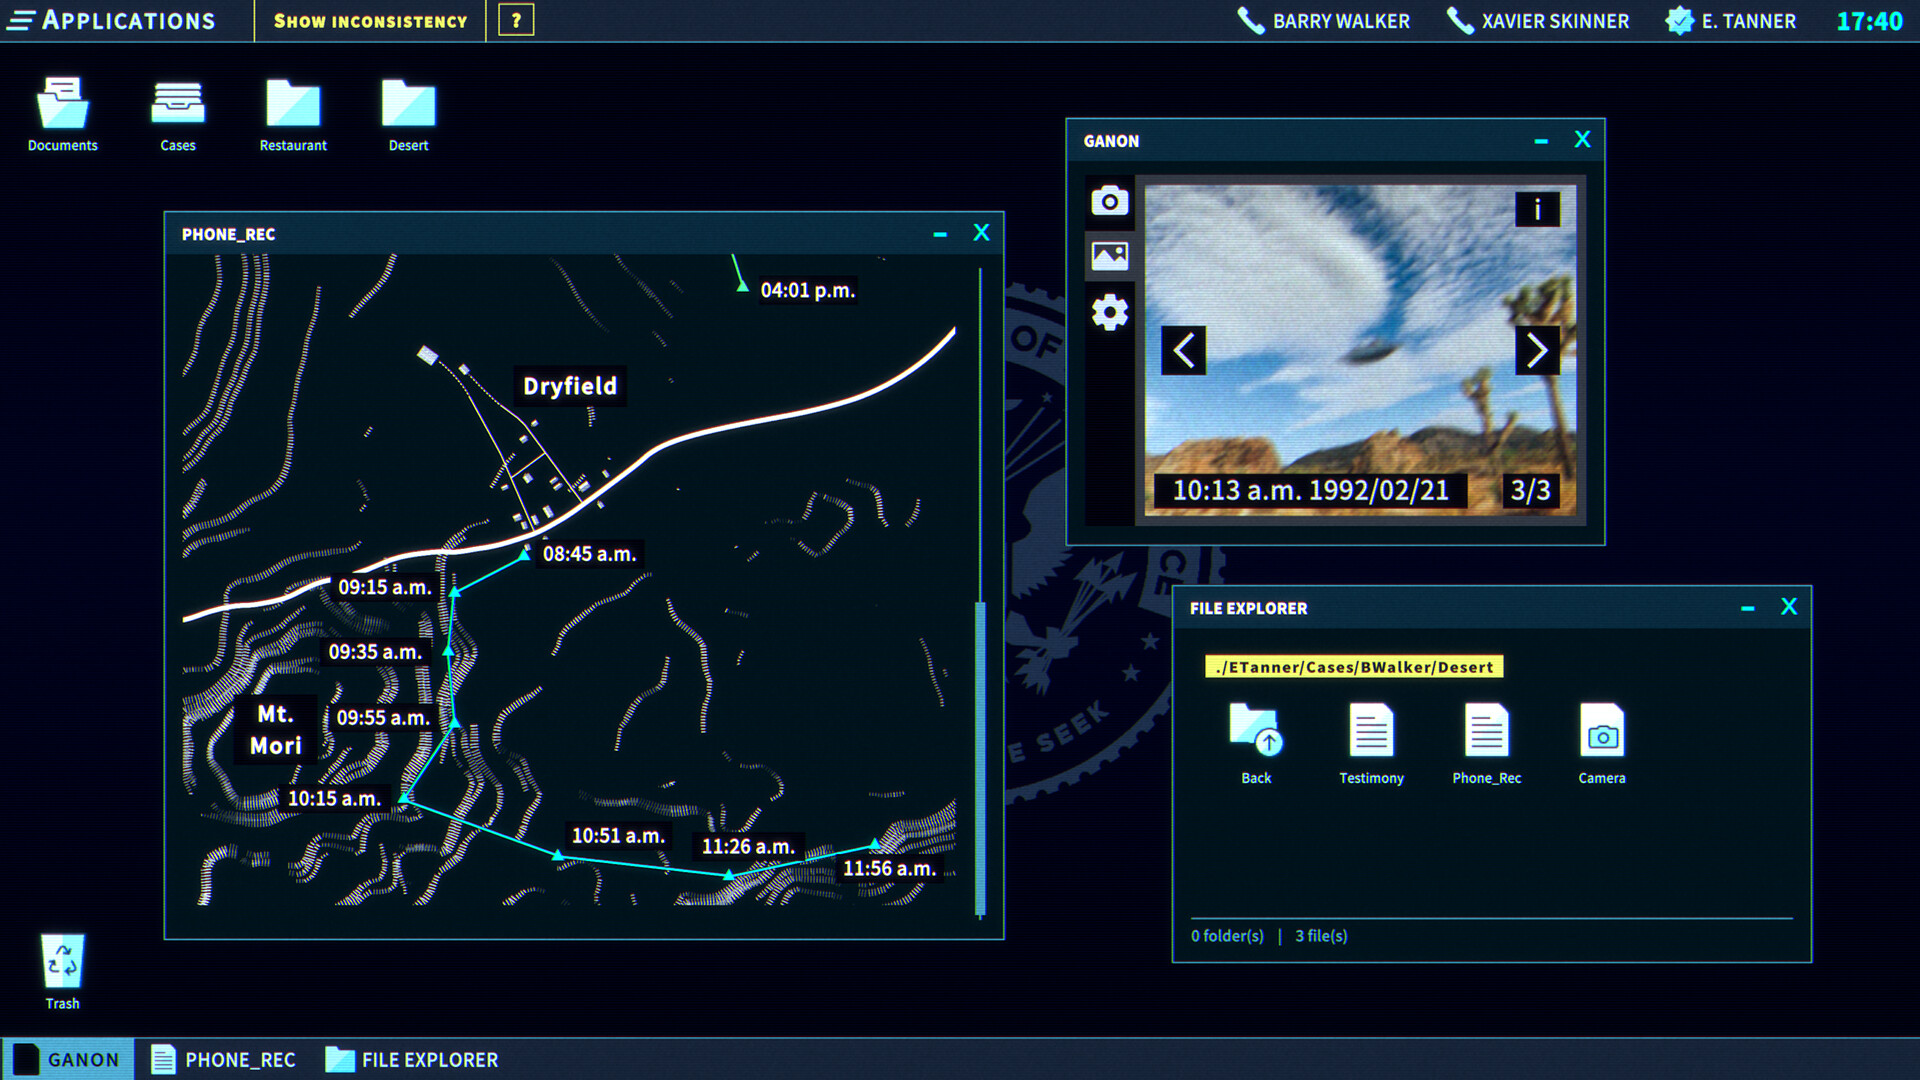 APPLICATIONS
SHOW INCONSISTENCY
?
BARRY WALKER
XAVIER SKINNER
E. TANNER
17:40
Documents
Cases
Restaurant
Desert
GANON
i
10:13 a.m. 1992/02/21
3/3
PHONE_REC
04:01 p.m.
Dryfield
08:45 a.m.
09:15 a.m.
09:35 a.m.
09:55 a.m.
Mt.
Mori
10:15 a.m.
10:51 a.m.
11:26 a.m.
11:56 a.m.
OF
E SEEK
FILE EXPLORER
./ETanner/Cases/BWalker/Desert
Back
Testimony
Phone_Rec
Camera
0 folder(s) | 3 file(s)
Trash
GANON
PHONE_REC
FILE EXPLORER